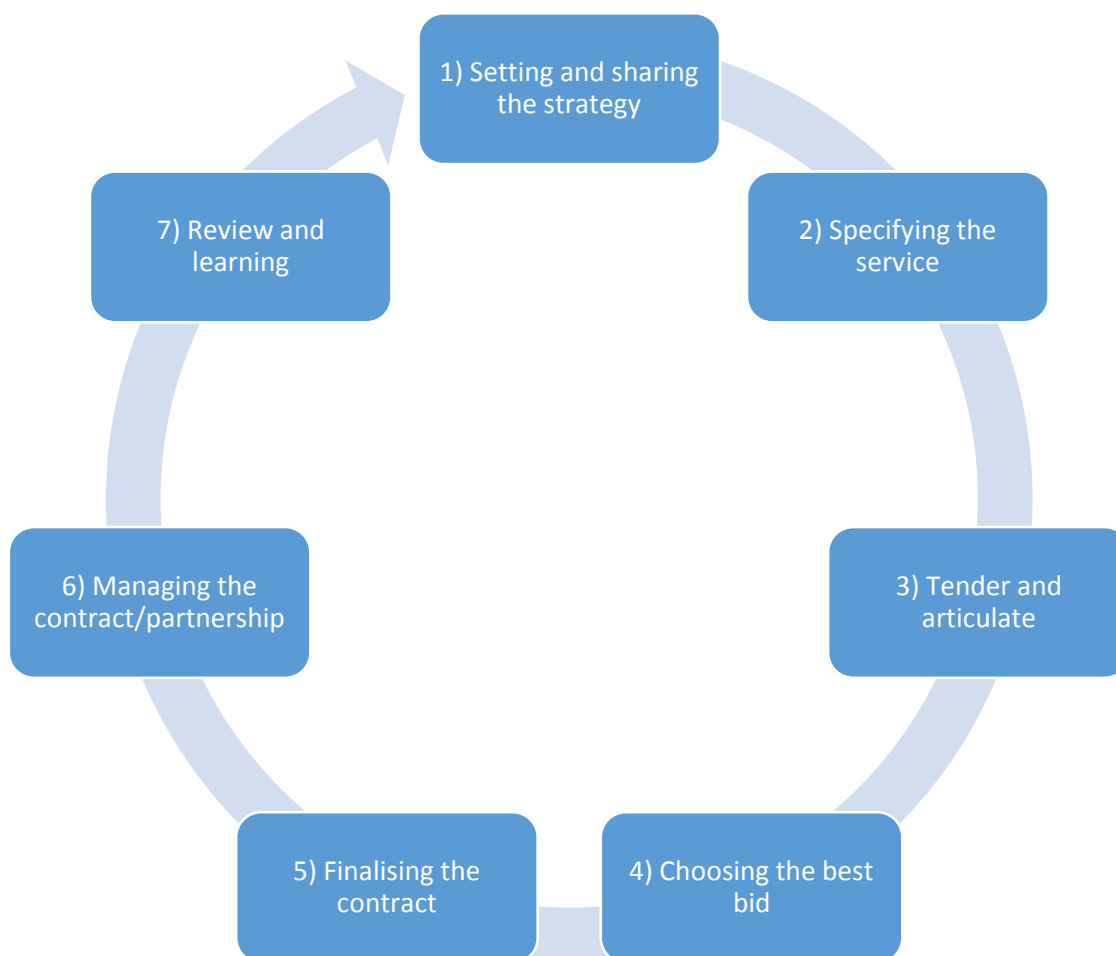 1) Setting and sharing
the strategy
2) Specifying the
service
3) Tender and
articulate
4) Choosing the best
bid
5) Finalising the
contract
6) Managing the
contract/partnership
7) Review and
learning